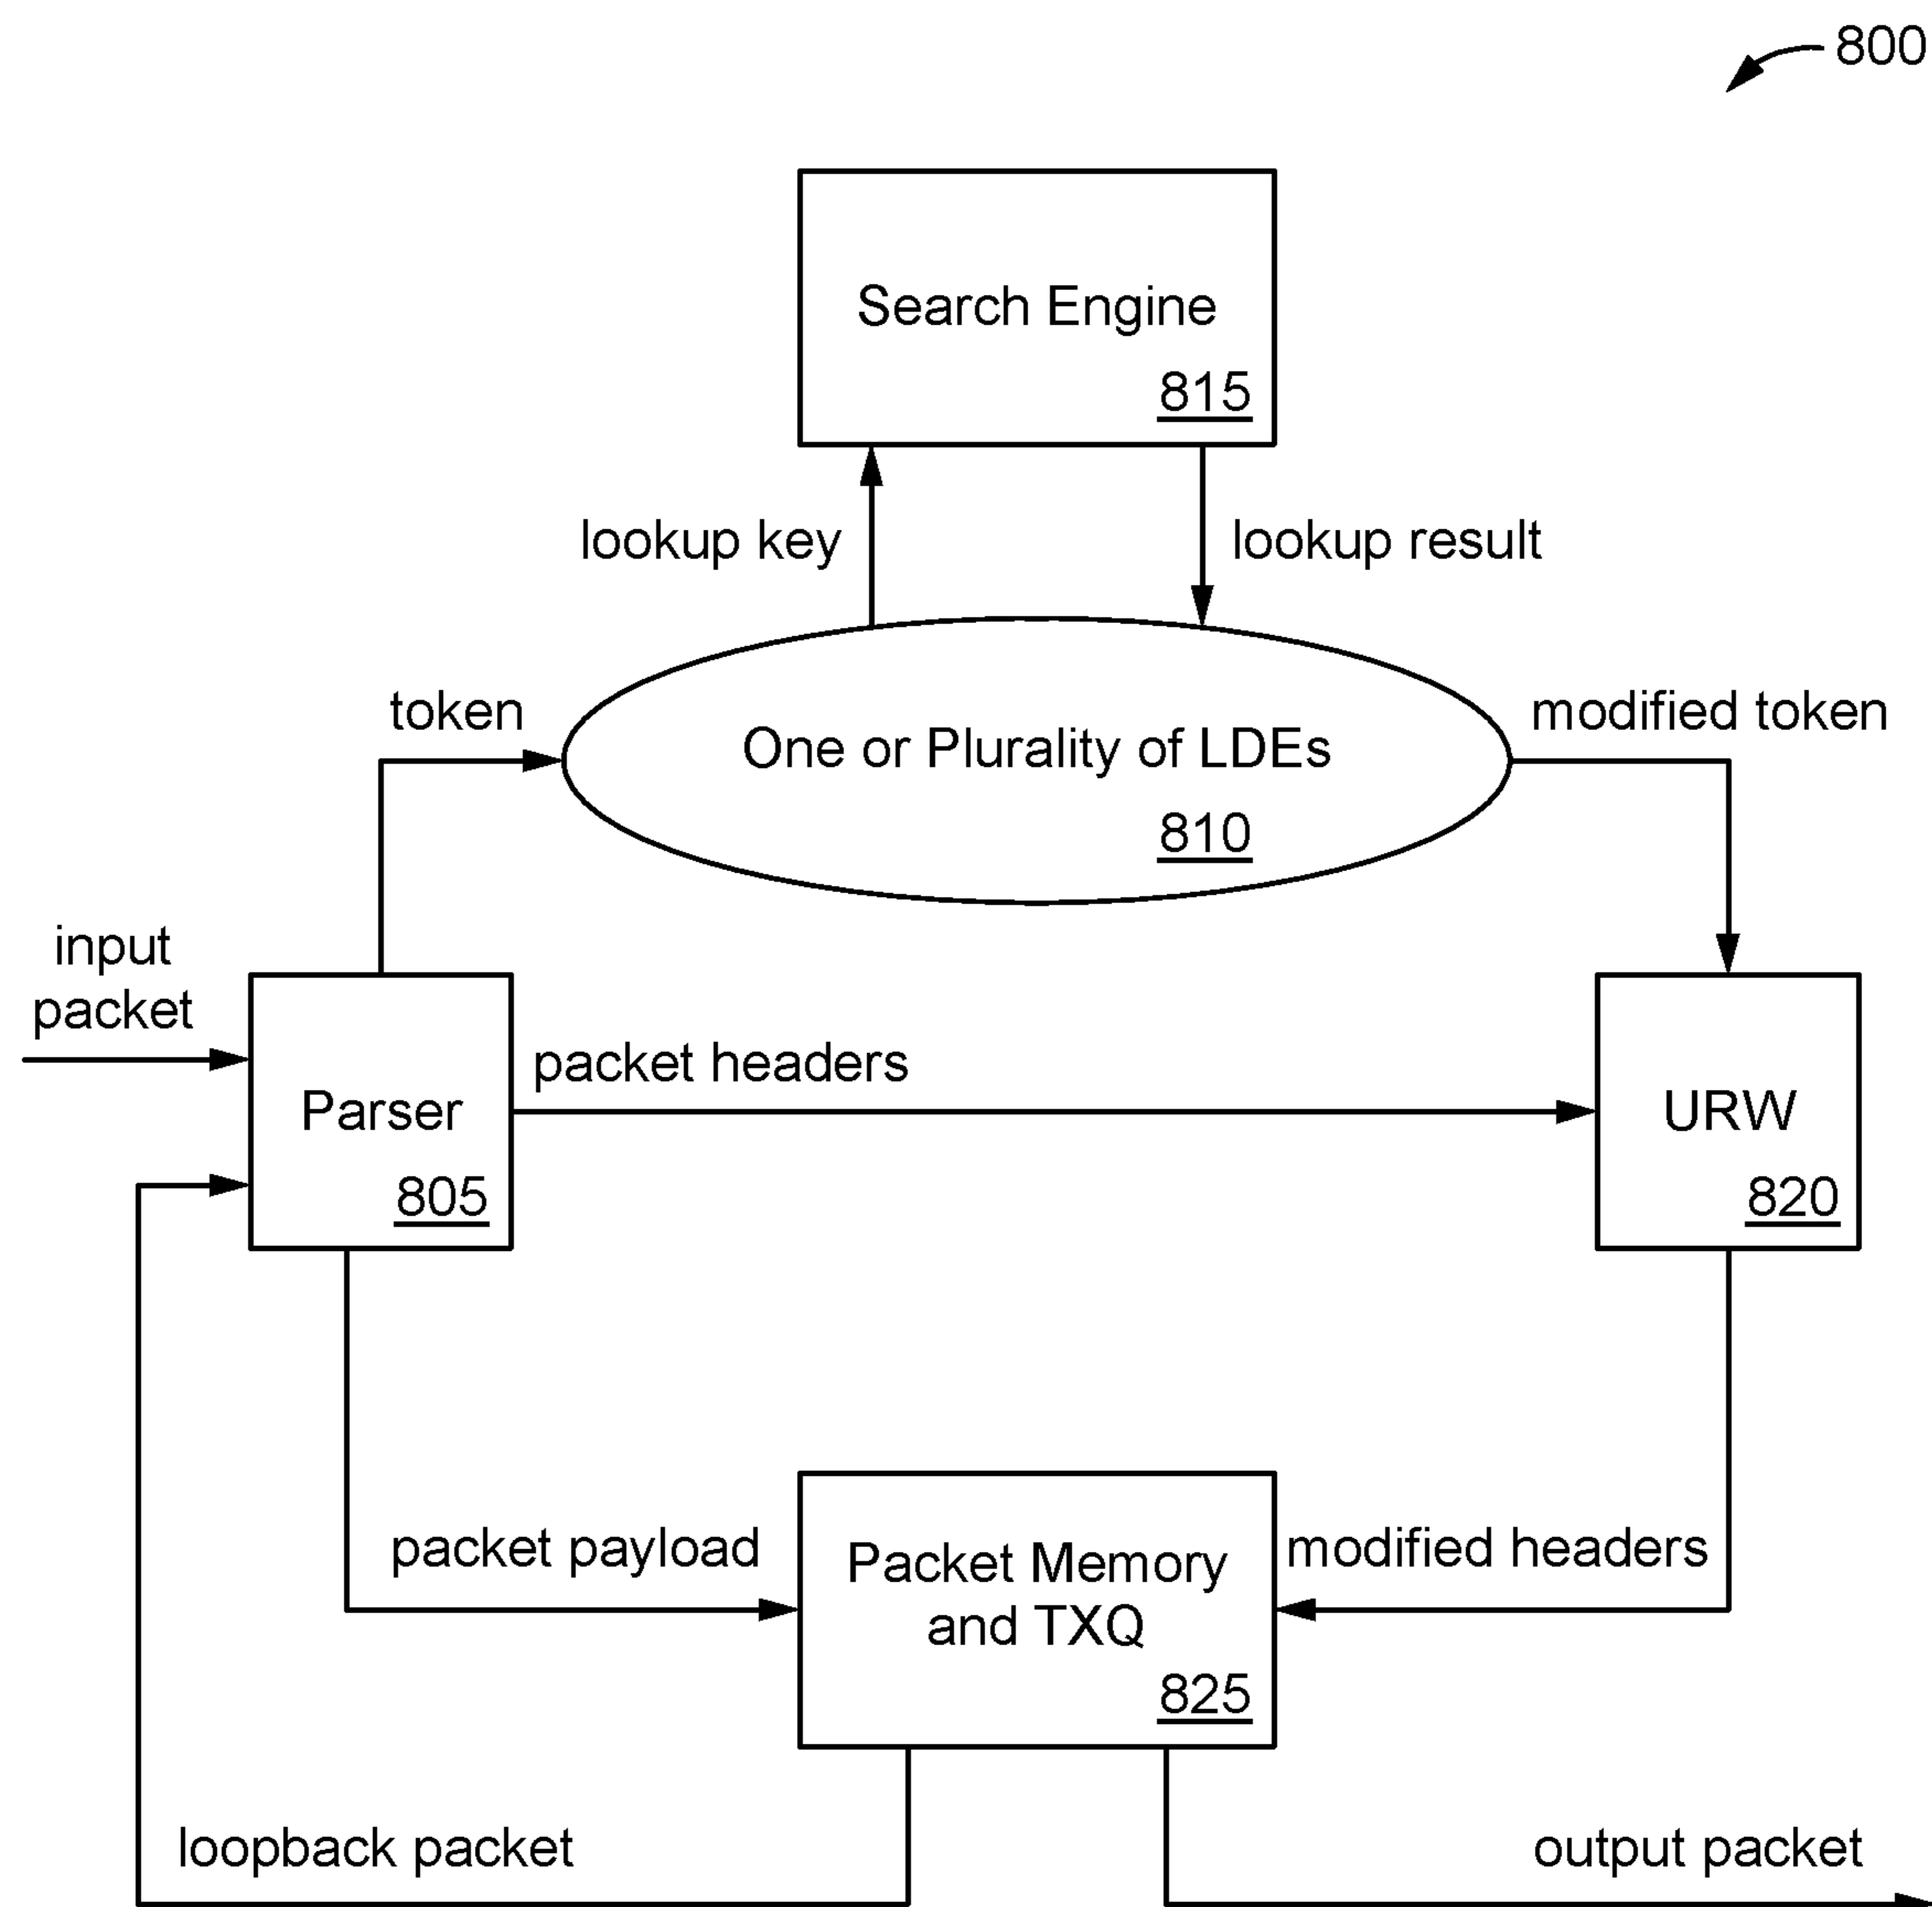 800
Search Engine
815
lookup key
lookup result
token
modified token
One or Plurality of LDEs
810
input
packet
packet headers
Parser
805
URW
820
packet payload
Packet Memory
and TXQ
825
modified headers
loopback packet
output packet